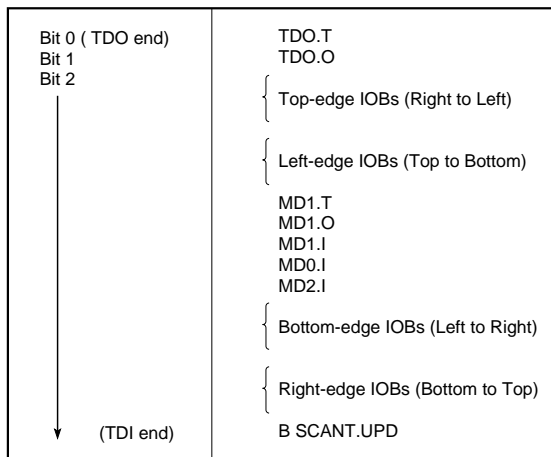 Bit 0 ( TDO end)
Bit 1
Bit 2
(TDI end)
TDO.T
TDO.O
Top-edge IOBs (Right to Left)
Left-edge IOBs (Top to Bottom)
MD1.T
MD1.O
MD1.I
MD0.I
MD2.I
Bottom-edge IOBs (Left to Right)
Right-edge IOBs (Bottom to Top)
B SCANT.UPD